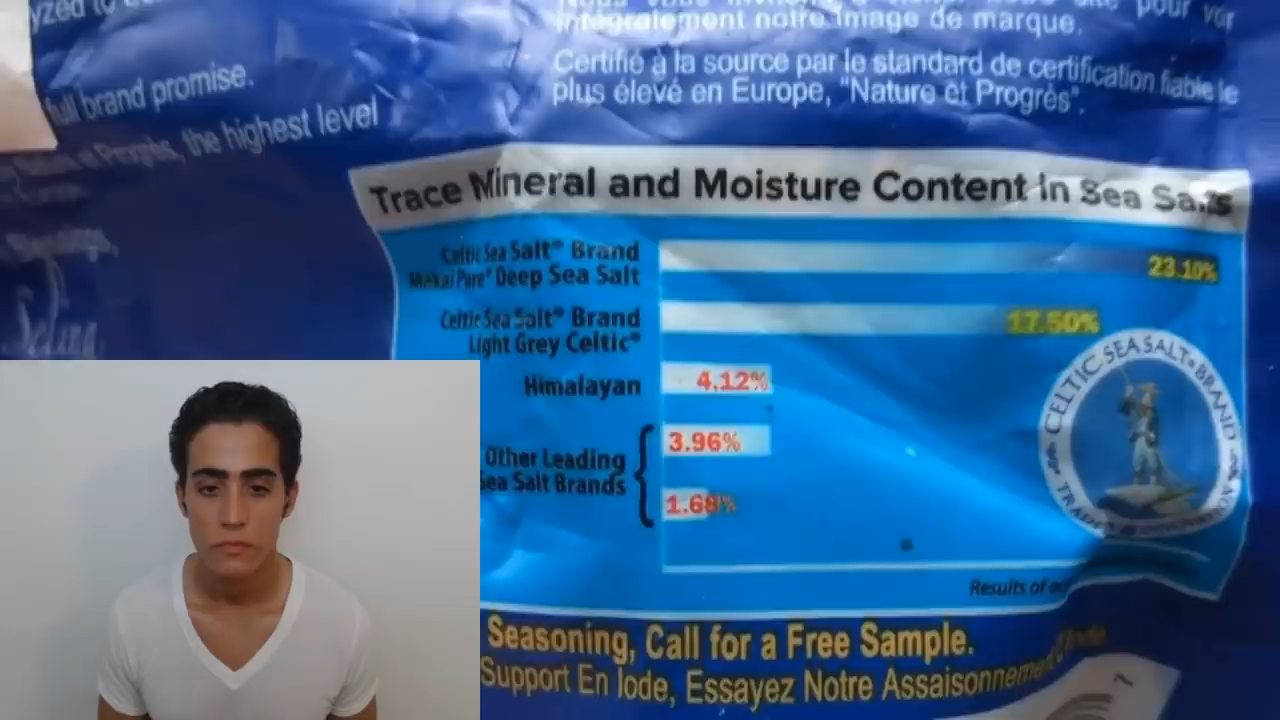 full brand promise.
the highest level
intégralement notre image de marque.
Certifié à la source par le standard de certification fiable le
plus élevé en Europe, "Nature et Progrès".
Trace Mineral and Moisture Content in Sea Salts
Celtic Sea Salt® Brand
Makai Pure® Deep Sea Salt
23.10%
Celtic Sea Salt® Brand
Light Grey Celtic®
17.50%
Himalayan
4.12%
Other Leading
Sea Salt Brands
3.96%
1.68%
CELTIC SEA SALT® BRAND
Results of
Seasoning, Call for a Free Sample.
Support En Iode, Essayez Notre Assaisonnement